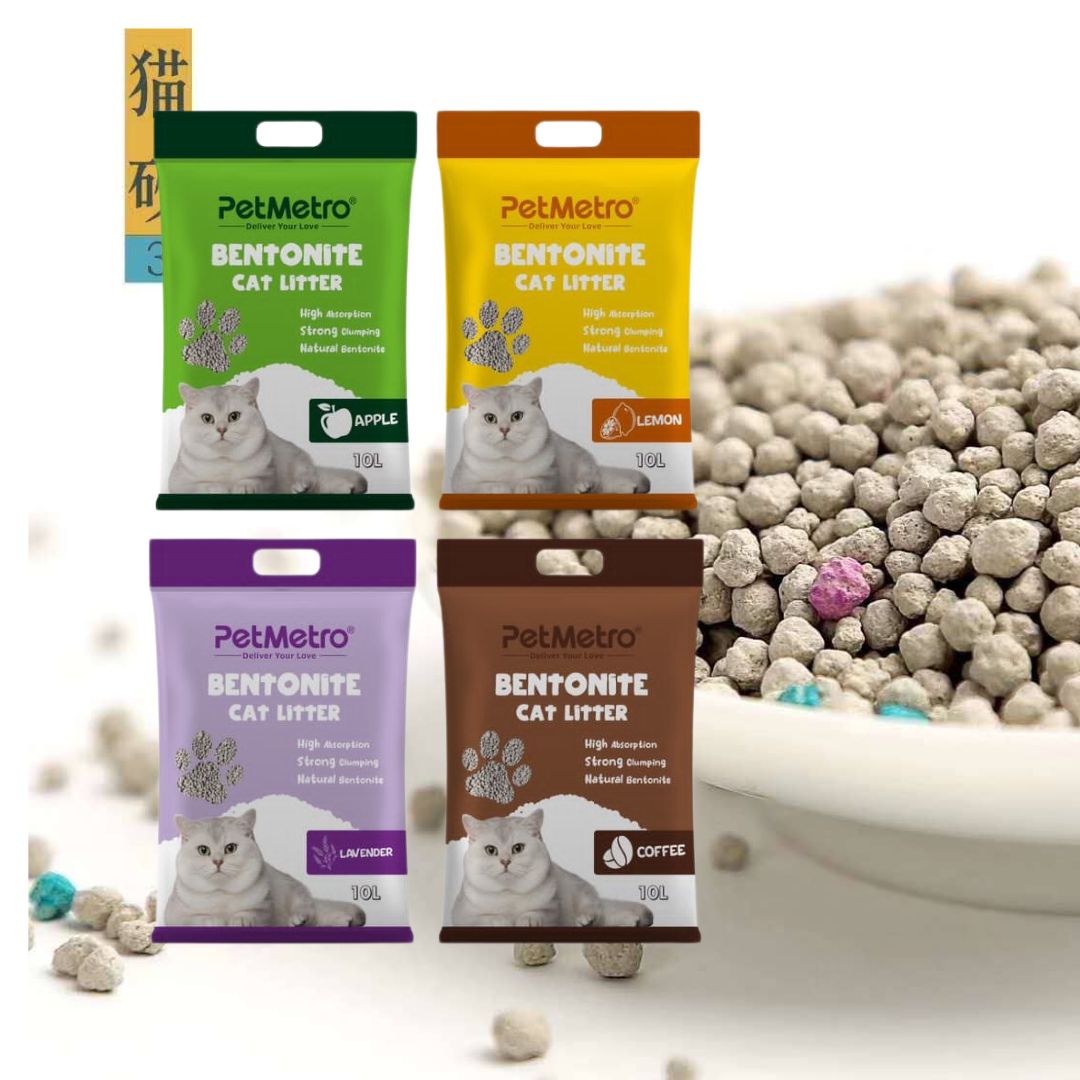 猫
砂
3
PetMetro®
Deliver Your Love
BENTONITE
CAT LITTER
High Absorption
Strong Clumping
Natural Bentonite
APPLE
10L
PetMetro®
Deliver Your Love
BENTONITE
CAT LITTER
High Absorption
Strong Clumping
Natural Bentonite
LEMON
10L
PetMetro®
Deliver Your Love
BENTONITE
CAT LITTER
High Absorption
Strong Clumping
Natural Bentonite
LAVENDER
10L
PetMetro®
Deliver Your Love
BENTONITE
CAT LITTER
High Absorption
Strong Clumping
Natural Bentonite
COFFEE
10L